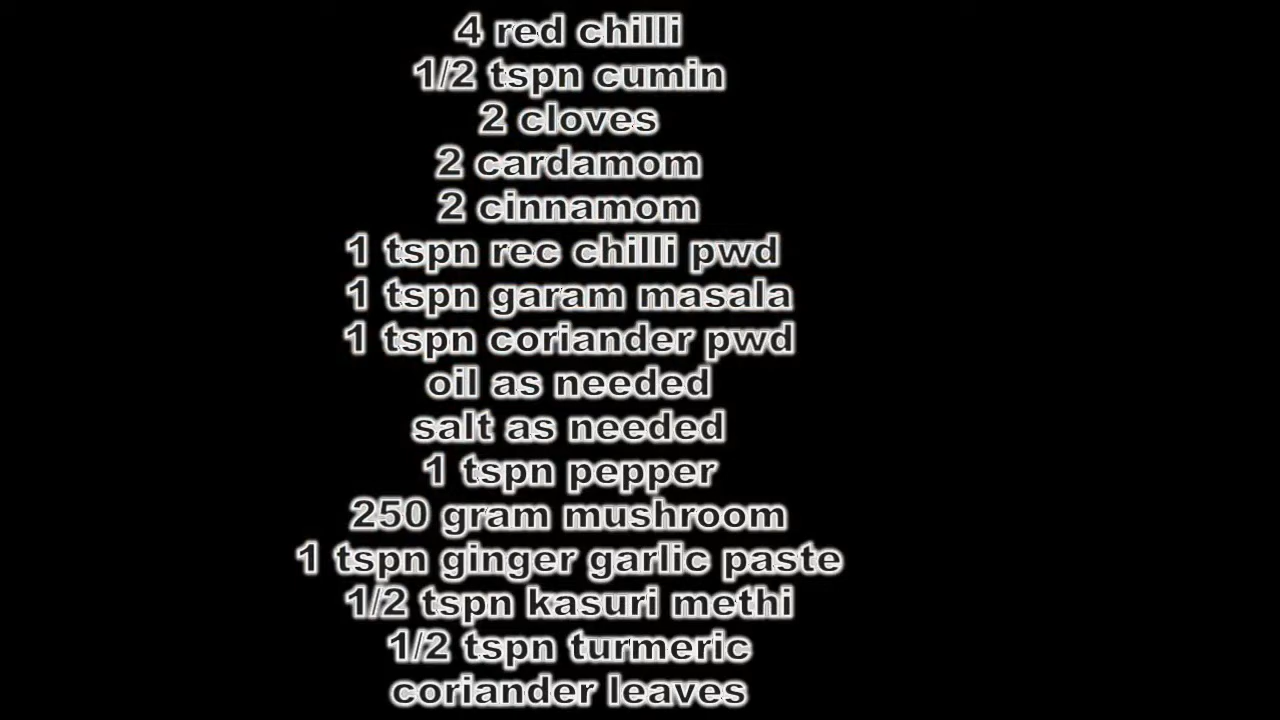 4 red chilli
1/2 tspn cumin
2 cloves
2 cardamom
2 cinnamom
1 tspn rec chilli pwd
1 tspn garam masala
1 tspn coriander pwd
oil as needed
salt as needed
1 tspn pepper
250 gram mushroom
1 tspn ginger garlic paste
1/2 tspn kasuri methi
1/2 tspn turmeric
coriander leaves